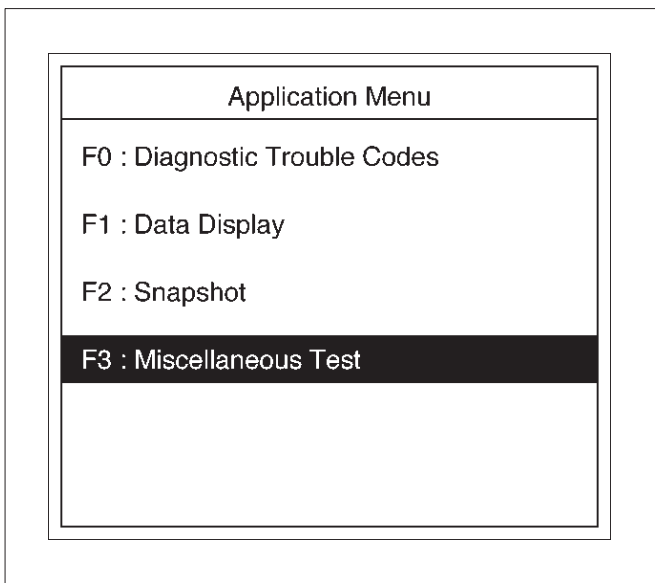 Application Menu
F0 : Diagnostic Trouble Codes
F1 : Data Display
F2 : Snapshot
F3 : Miscellaneous Test